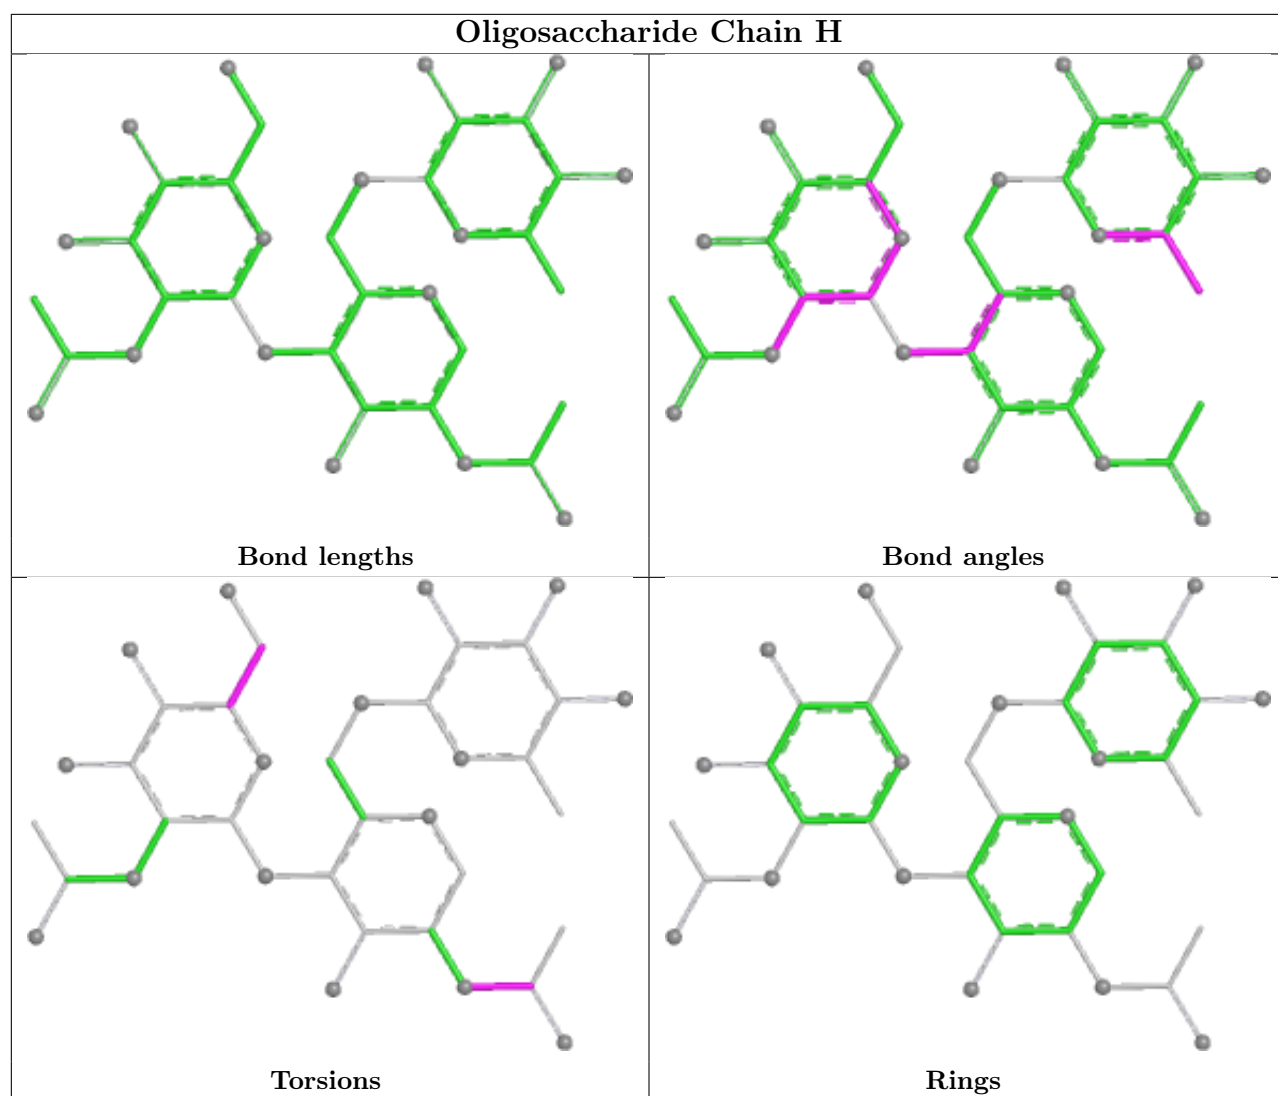 Oligosaccharide Chain H
Bond lengths
Bond angles
Torsions
Rings